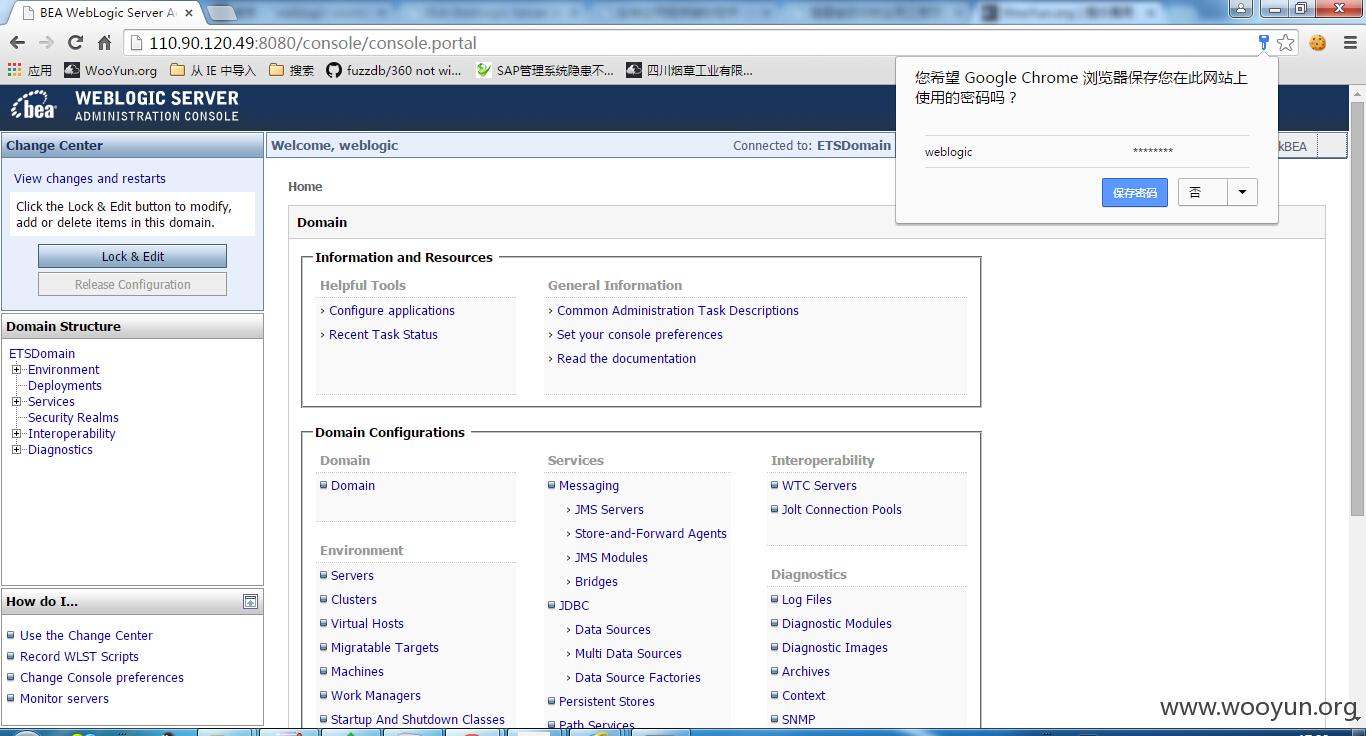 BEA WebLogic Server A
110.90.120.49:8080/console/console.portal
应用 WooYun.org 从 IE 中导入 搜索 fuzzdb/360 not wi... SAP管理系统隐患不... 四川烟草工业有限...
您希望 Google Chrome 浏览器保存您在此网站上
使用的密码吗？
weblogic ********
保存密码 否
bea WEBLOGIC SERVER
ADMINISTRATION CONSOLE
Change Center
View changes and restarts
Click the Lock & Edit button to modify,
add or delete items in this domain.
Lock & Edit
Release Configuration
Domain Structure
ETSDomain
Environment
Deployments
Services
Security Realms
Interoperability
Diagnostics
How do I...
Use the Change Center
Record WLST Scripts
Change Console preferences
Monitor servers
Welcome, weblogic
Connected to: ETSDomain
BEA
Home
Domain
Information and Resources
Helpful Tools
› Configure applications
› Recent Task Status
General Information
› Common Administration Task Descriptions
› Set your console preferences
› Read the documentation
Domain Configurations
Domain
Domain
Environment
Servers
Clusters
Virtual Hosts
Migratable Targets
Machines
Work Managers
Startup And Shutdown Classes
Services
Messaging
› JMS Servers
› Store-and-Forward Agents
› JMS Modules
› Bridges
JDBC
› Data Sources
› Multi Data Sources
› Data Source Factories
Persistent Stores
Path Services
Interoperability
WTC Servers
Jolt Connection Pools
Diagnostics
Log Files
Diagnostic Modules
Diagnostic Images
Archives
Context
SNMP
www.wooyun.org